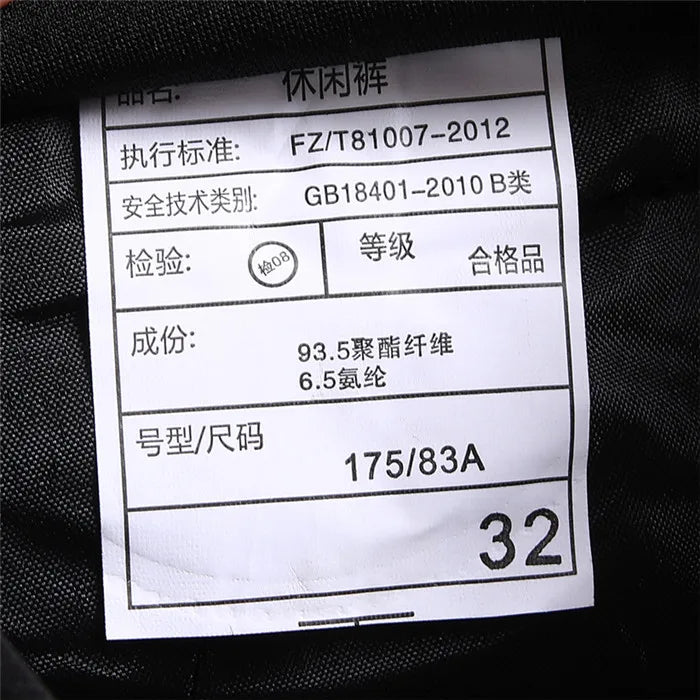 品名: 休闲裤
执行标准: FZ/T81007-2012
安全技术类别: GB18401-2010 B类
检验: 检08 等级 合格品
成份: 93.5聚酯纤维
6.5氨纶
号型/尺码 175/83A
32